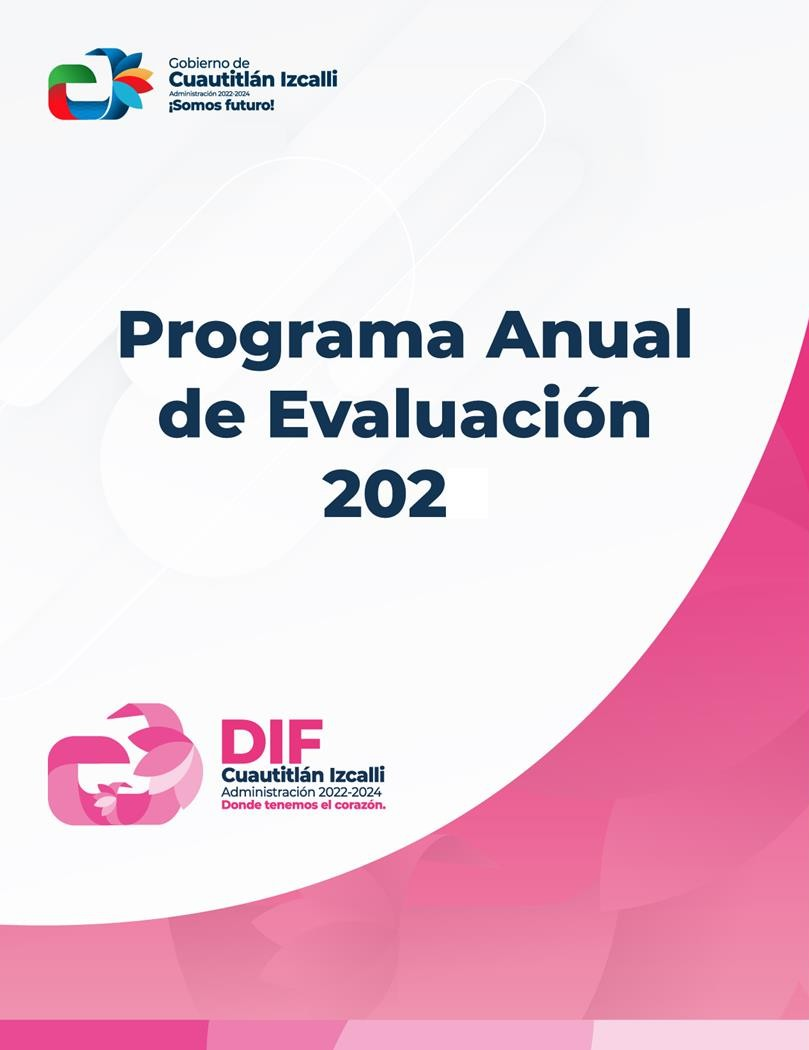 Gobierno de
Cuautitlán Izcalli
Administración 2022-2024
¡Somos futuro!
Programa Anual
de Evaluación
202
DIF
Cuautitlán Izcalli
Administración 2022-2024
Donde tenemos el corazón.